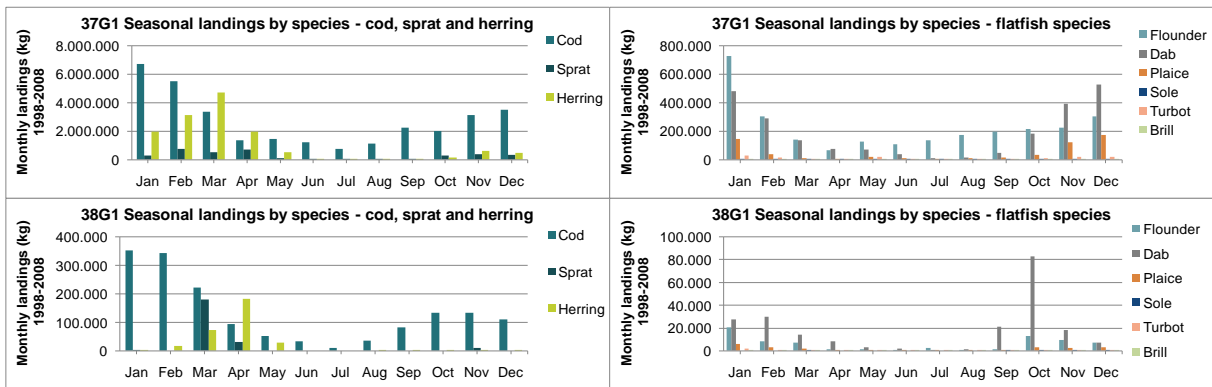 37G1 Seasonal landings by species - cod, sprat and herring
Monthly landings (kg)
1998-2008
8.000.000
6.000.000
4.000.000
2.000.000
0
Jan Feb Mar Apr May Jun Jul Aug Sep Oct Nov Dec
Cod
Sprat
Herring
37G1 Seasonal landings by species - flatfish species
Monthly landings (kg)
1998-2008
800.000
600.000
400.000
200.000
0
Jan Feb Mar Apr May Jun Jul Aug Sep Oct Nov Dec
Flounder
Dab
Plaice
Sole
Turbot
Brill
38G1 Seasonal landings by species - cod, sprat and herring
Monthly landings (kg)
1998-2008
400.000
300.000
200.000
100.000
0
Jan Feb Mar Apr May Jun Jul Aug Sep Oct Nov Dec
Cod
Sprat
Herring
38G1 Seasonal landings by species - flatfish species
Monthly landings (kg)
1998-2008
100.000
80.000
60.000
40.000
20.000
0
Jan Feb Mar Apr May Jun Jul Aug Sep Oct Nov Dec
Flounder
Dab
Plaice
Sole
Turbot
Brill